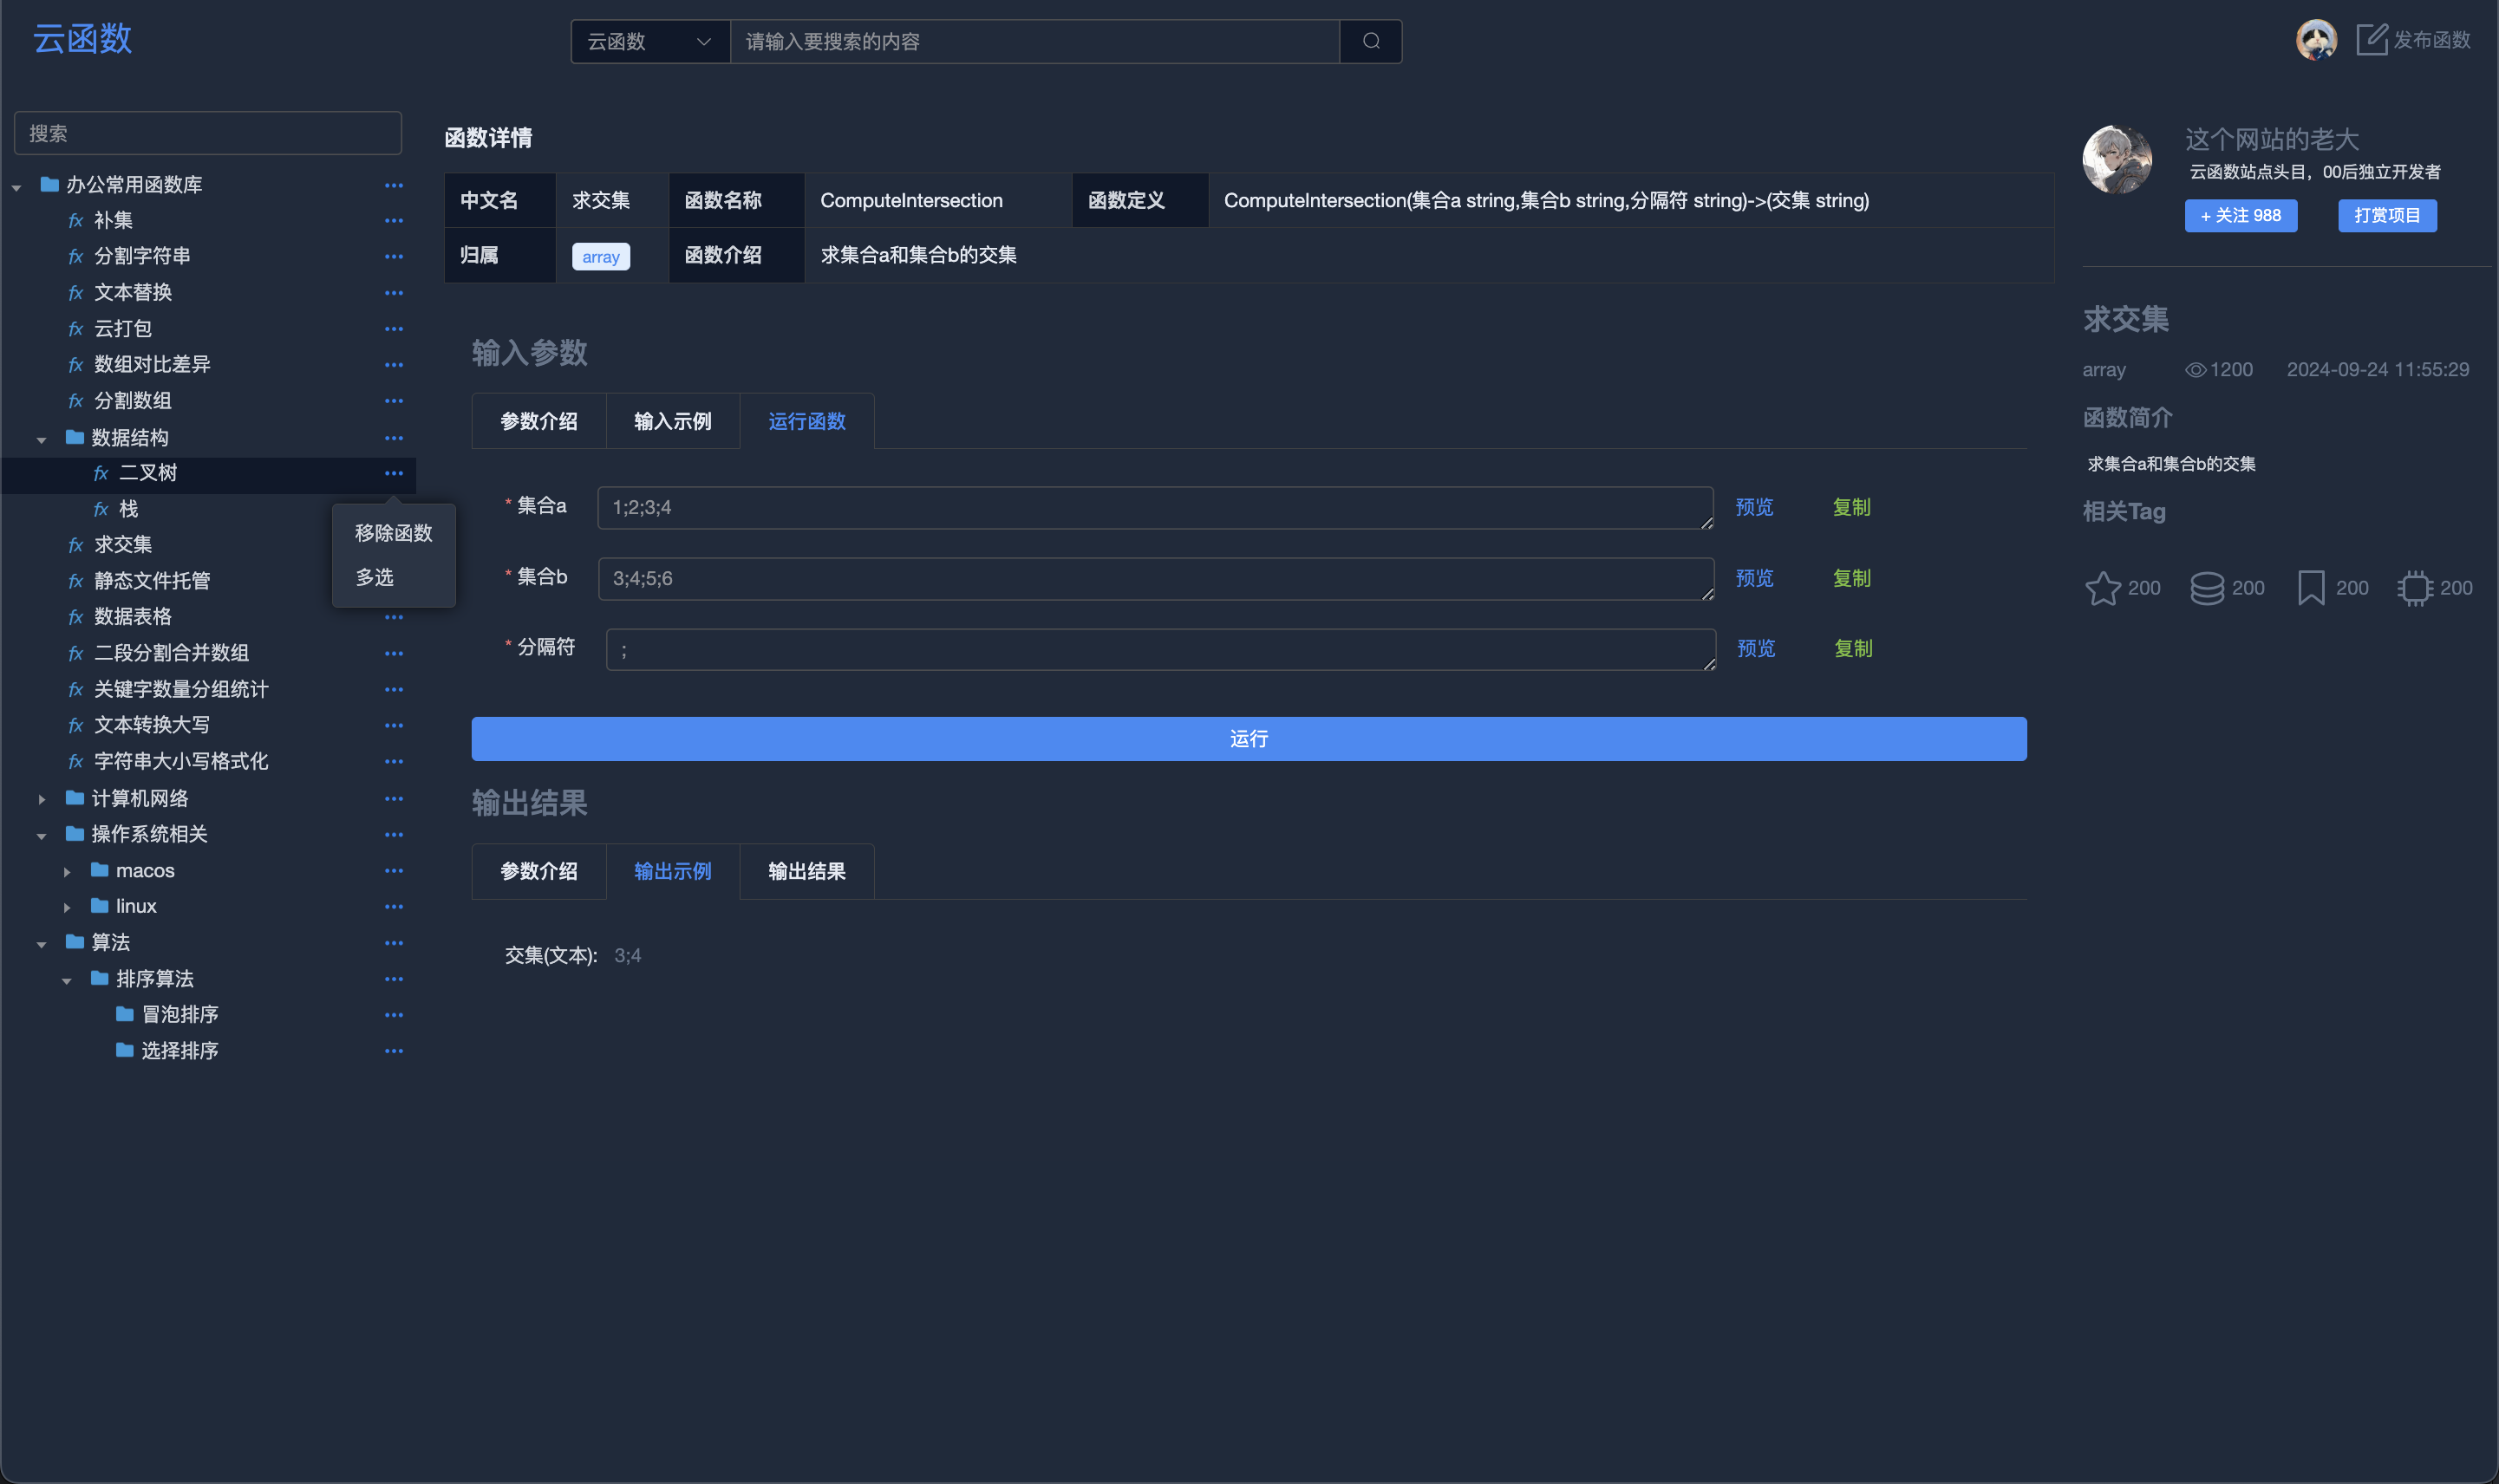 云函数
云函数
请输入要搜索的内容
发布函数
搜索
办公常用函数库
fx 补集
fx 分割字符串
fx 文本替换
fx 云打包
fx 数组对比差异
fx 分割数组
数据结构
fx 二叉树
fx 栈
fx 求交集
fx 静态文件托管
fx 数据表格
fx 二段分割合并数组
fx 关键字数量分组统计
fx 文本转换大写
fx 字符串大小写格式化
计算机网络
操作系统相关
macos
linux
算法
排序算法
冒泡排序
选择排序
移除函数
多选
函数详情
中文名 求交集 函数名称 ComputeIntersection 函数定义 ComputeIntersection(集合a string,集合b string,分隔符 string)->(交集 string)
归属 array 函数介绍 求集合a和集合b的交集
输入参数
参数介绍 输入示例 运行函数
* 集合a 1;2;3;4 预览 复制
* 集合b 3;4;5;6 预览 复制
* 分隔符 ; 预览 复制
运行
输出结果
参数介绍 输出示例 输出结果
交集(文本): 3;4
这个网站的老大
云函数站点头目，00后独立开发者
+ 关注 988 打赏项目
求交集
array 1200 2024-09-24 11:55:29
函数简介
求集合a和集合b的交集
相关Tag
200 200 200 200